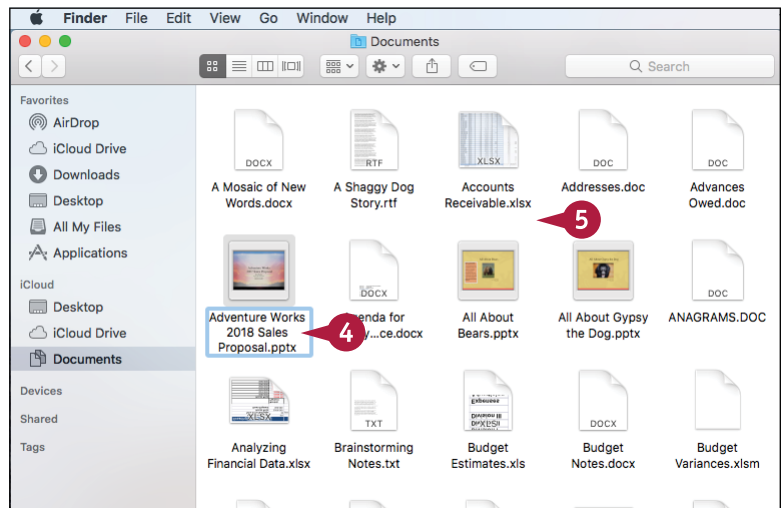 Finder File Edit View Go Window Help
Documents
Search
Favorites
AirDrop
iCloud Drive
Downloads
Desktop
All My Files
Applications
iCloud
Desktop
iCloud Drive
Documents
Devices
Shared
Tags
DOCX RTF XLSX DOC DOC
A Mosaic of New A Shaggy Dog Accounts Addresses.doc Advances
Words.docx Story.rtf Receivable.xlsx Owed.doc
5
DOCX DOC
Adventure Works All About All About Gypsy ANAGRAMS.DOC
2018 Sales 4 ...ce.docx Bears.pptx the Dog.pptx
Proposal.pptx
XLSX TXT Expenses
Division III
DOCX
Analyzing Brainstorming Budget Budget Budget
Financial Data.xlsx Notes.txt Estimates.xls Notes.docx Variances.xlsm